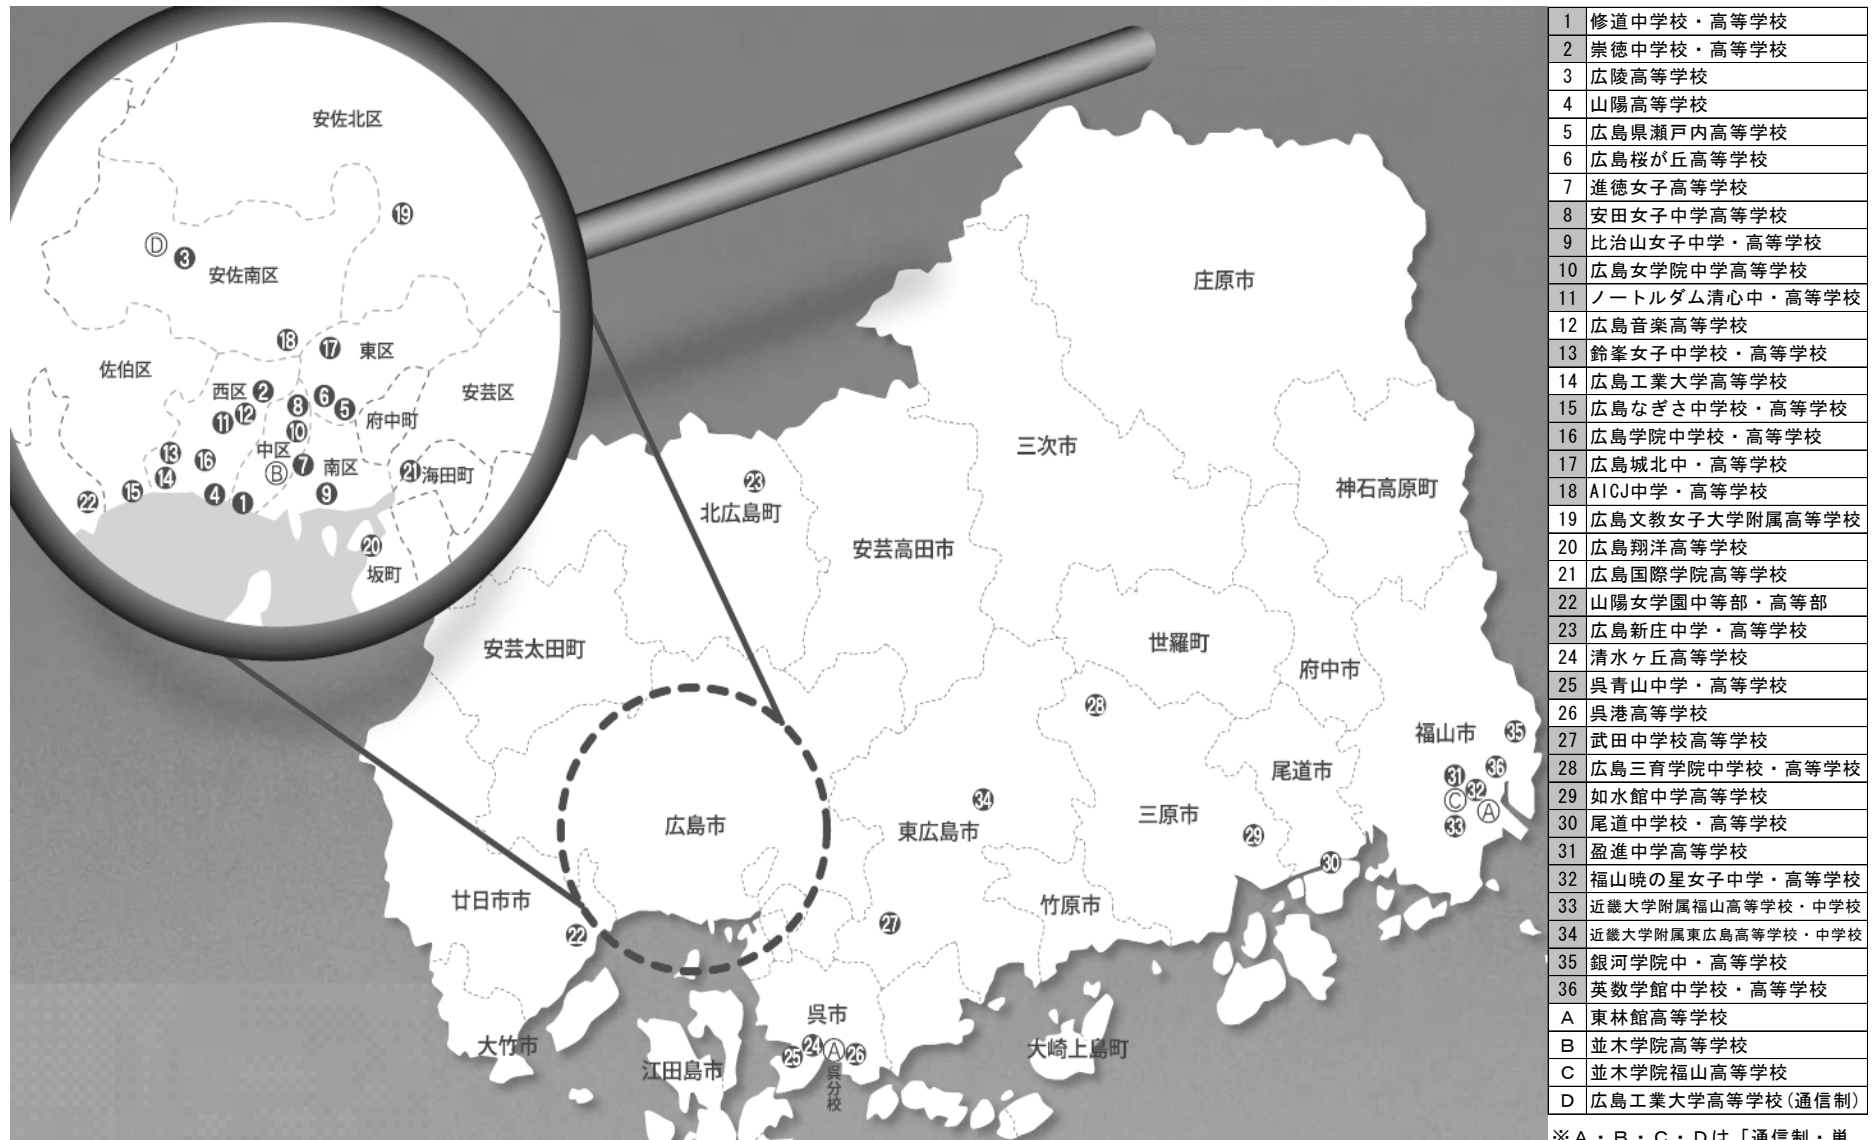 安佐北区
⑲
Ⓓ
❸
安佐南区
⑱
⑰
東区
佐伯区
西区
❷
安芸区
❽
❻
❺
⑪
⑫
府中町
⑩
中区
⑬
⑯
Ⓑ
❼
南区
⑭
㉑
海田町
⑮
㉒
❹
❶
❾
⑳
坂町
庄原市
三次市
神石高原町
㉓
北広島町
安芸高田市
安芸太田町
世羅町
府中市
㉘
福山市
㉟
尾道市
㉛
㊱
㉜
Ⓒ
Ⓐ
㉝
㉞
広島市
東広島市
三原市
㉙
㉚
廿日市市
竹原市
㉗
㉒
呉市
大竹市
㉕
㉔
Ⓐ
㉖
呉分校
江田島市
大崎上島町
1 修道中学校・高等学校
2 崇徳中学校・高等学校
3 広陵高等学校
4 山陽高等学校
5 広島県瀬戸内高等学校
6 広島桜が丘高等学校
7 進徳女子高等学校
8 安田女子中学高等学校
9 比治山女子中学・高等学校
10 広島女学院中学高等学校
11 ノートルダム清心中・高等学校
12 広島音楽高等学校
13 鈴峯女子中学校・高等学校
14 広島工業大学高等学校
15 広島なぎさ中学校・高等学校
16 広島学院中学校・高等学校
17 広島城北中・高等学校
18 AICJ中学・高等学校
19 広島文教女子大学附属高等学校
20 広島翔洋高等学校
21 広島国際学院高等学校
22 山陽女学園中等部・高等部
23 広島新庄中学・高等学校
24 清水ヶ丘高等学校
25 呉青山中学・高等学校
26 呉港高等学校
27 武田中学校高等学校
28 広島三育学院中学校・高等学校
29 如水館中学高等学校
30 尾道中学校・高等学校
31 盈進中学高等学校
32 福山暁の星女子中学・高等学校
33 近畿大学附属福山高等学校・中学校
34 近畿大学附属東広島高等学校・中学校
35 銀河学院中・高等学校
36 英数学館中学校・高等学校
A 東林館高等学校
B 並木学院高等学校
C 並木学院福山高等学校
D 広島工業大学高等学校(通信制)
※A・B・C・Dは「通信制・単